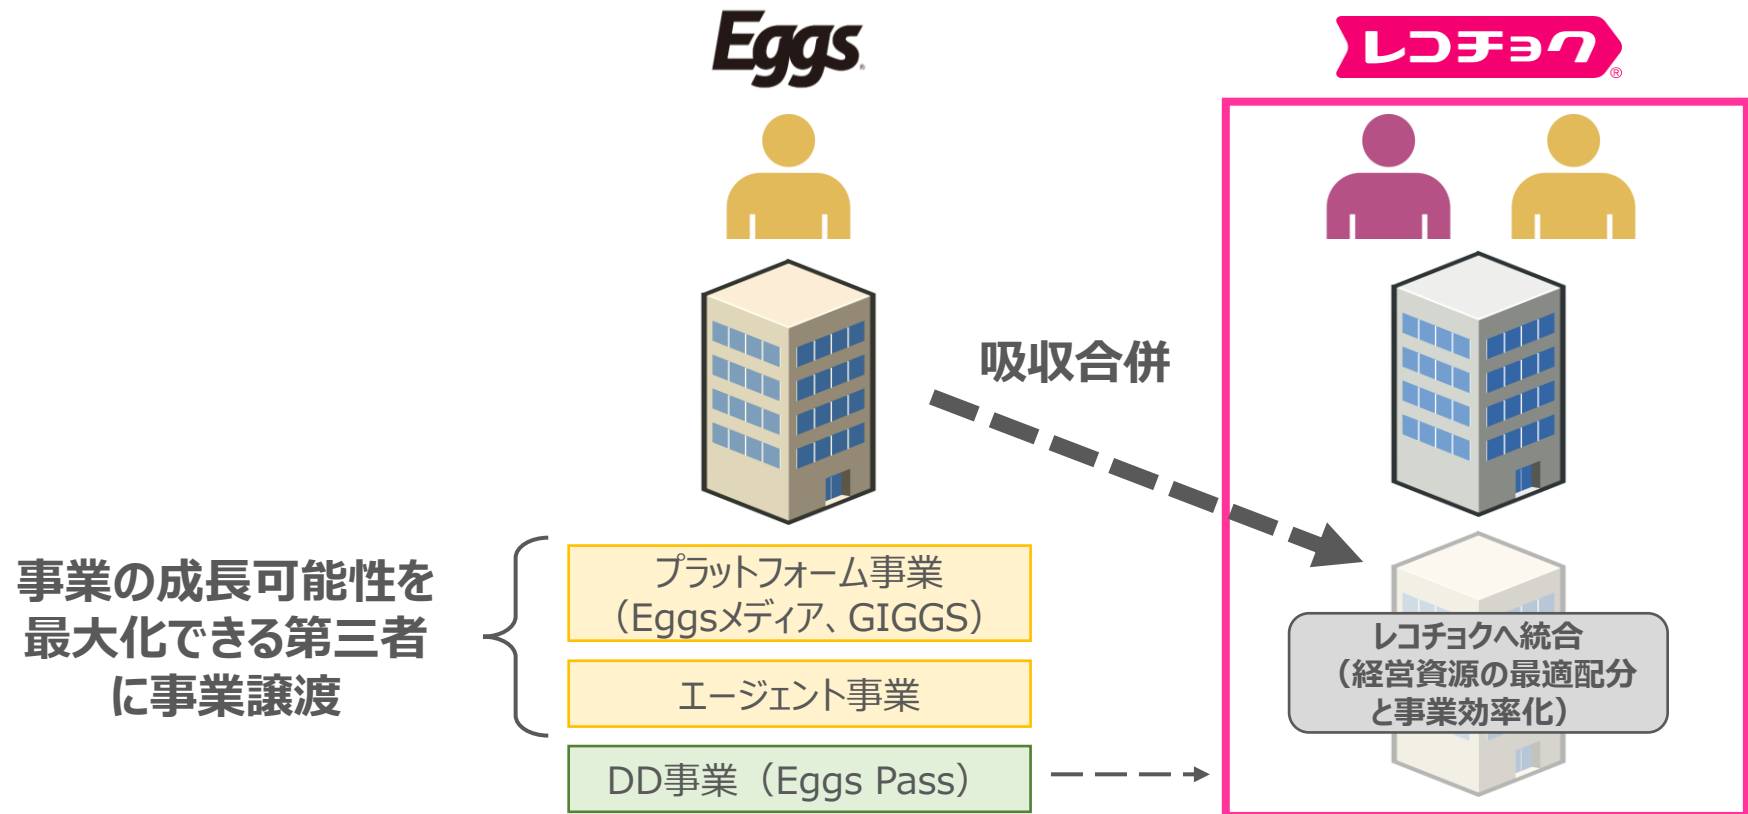 Eggs®
レコチョク®
吸収合併
事業の成長可能性を
最大化できる第三者
に事業譲渡
プラットフォーム事業
（Eggsメディア、GIGGS）
エージェント事業
DD事業（Eggs Pass）
レコチョクへ統合
（経営資源の最適配分
と事業効率化）